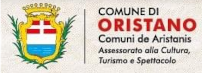 COMUNE DI
ORISTANO
Comuni de Aristanis
Assessorato alla Cultura,
Turismo e Spettacolo